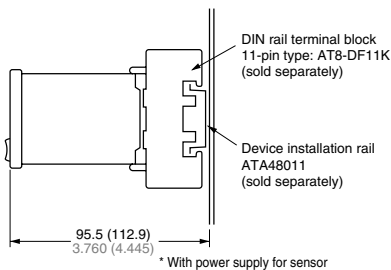 DIN rail terminal block
11-pin type: AT8-DF11K
(sold separately)
Device installation rail
ATA48011
(sold separately)
95.5 (112.9)
3.760 (4.445)
* With power supply for sensor